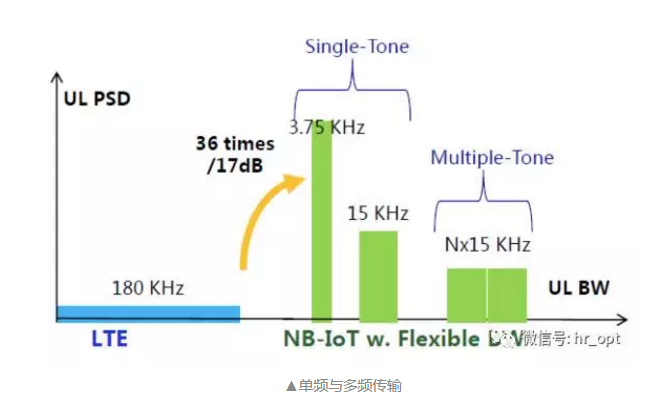 Single-Tone
UL PSD
3.75 KHz
36 times
/17dB
Multiple-Tone
15 KHz
Nx15 KHz
180 KHz
UL BW
LTE
NB-IoT w. Flexible
微信号: hr_opt
▲单频与多频传输